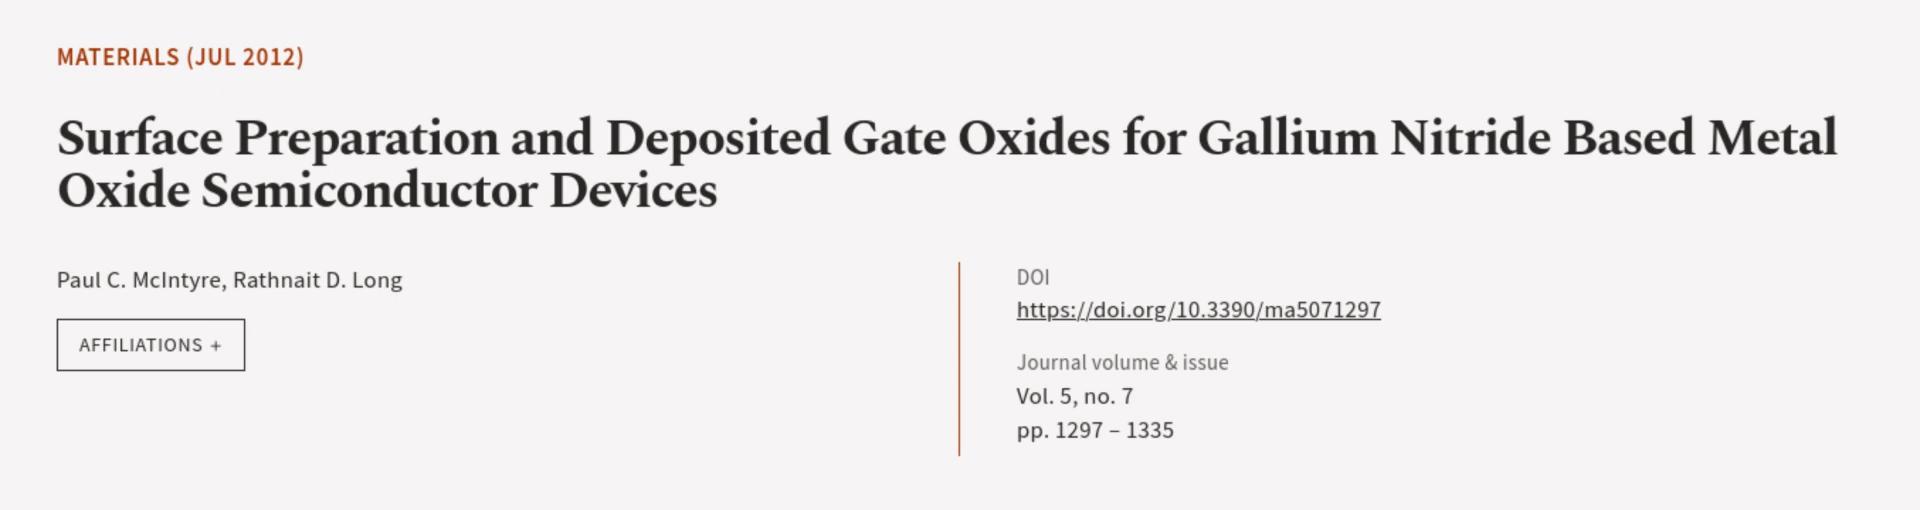 MATERIALS (JUL 2012)
Surface Preparation and Deposited Gate Oxides for Gallium Nitride Based Metal
Oxide Semiconductor Devices
Paul C. McIntyre, Rathnait D. Long
AFFILIATIONS +
DOI
https://doi.org/10.3390/ma5071297
Journal volume & issue
Vol. 5, no. 7
pp. 1297 – 1335